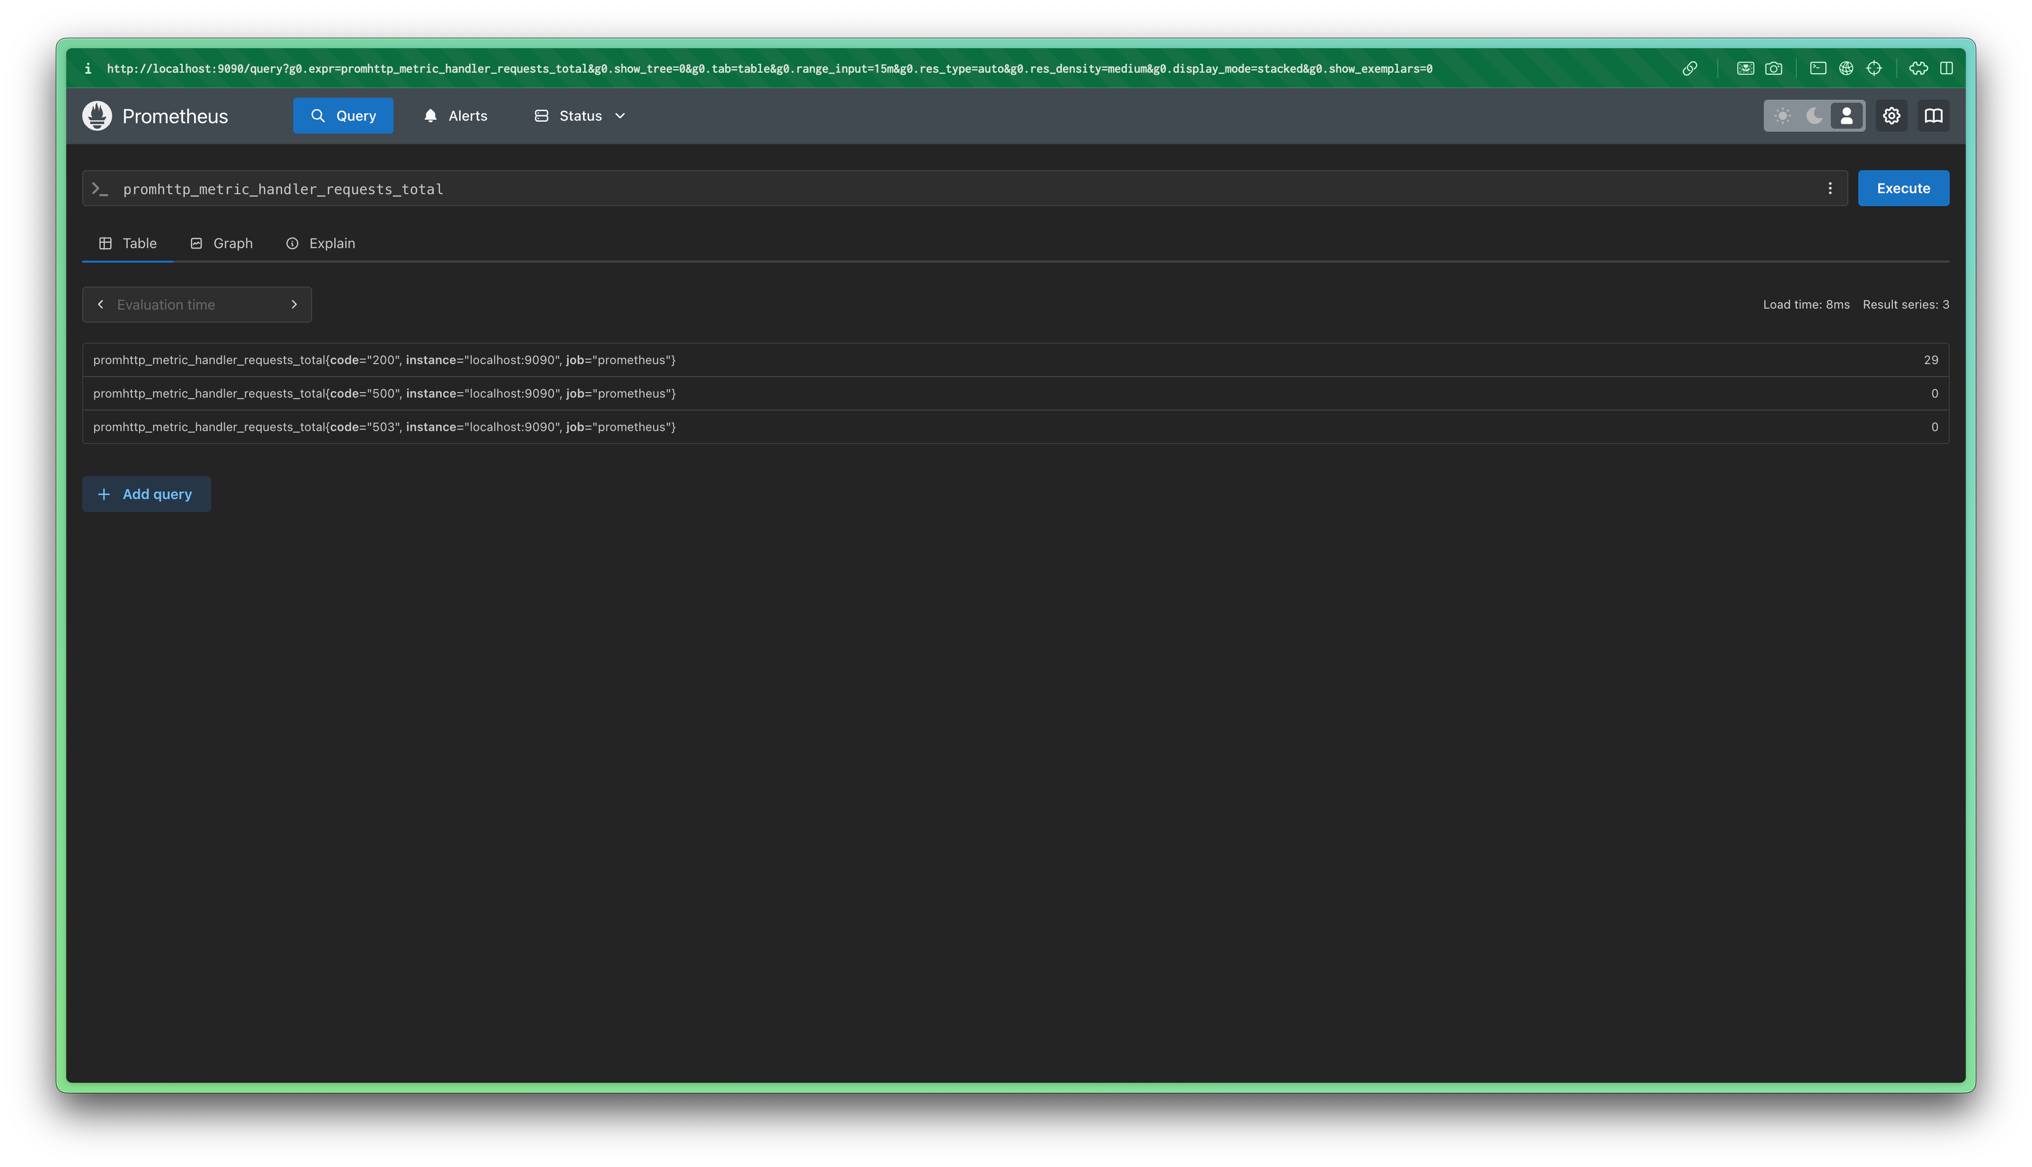 i http://localhost:9090/query?g0.expr=promhttp_metric_handler_requests_total&g0.show_tree=0&g0.tab=table&g0.range_input=15m&g0.res_type=auto&g0.res_density=medium&g0.display_mode=stacked&g0.show_exemplars=0
Prometheus Query Alerts Status
>_ promhttp_metric_handler_requests_total Execute
Table Graph Explain
Evaluation time Load time: 8ms Result series: 3
promhttp_metric_handler_requests_total{code="200", instance="localhost:9090", job="prometheus"} 29
promhttp_metric_handler_requests_total{code="500", instance="localhost:9090", job="prometheus"} 0
promhttp_metric_handler_requests_total{code="503", instance="localhost:9090", job="prometheus"} 0
+ Add query